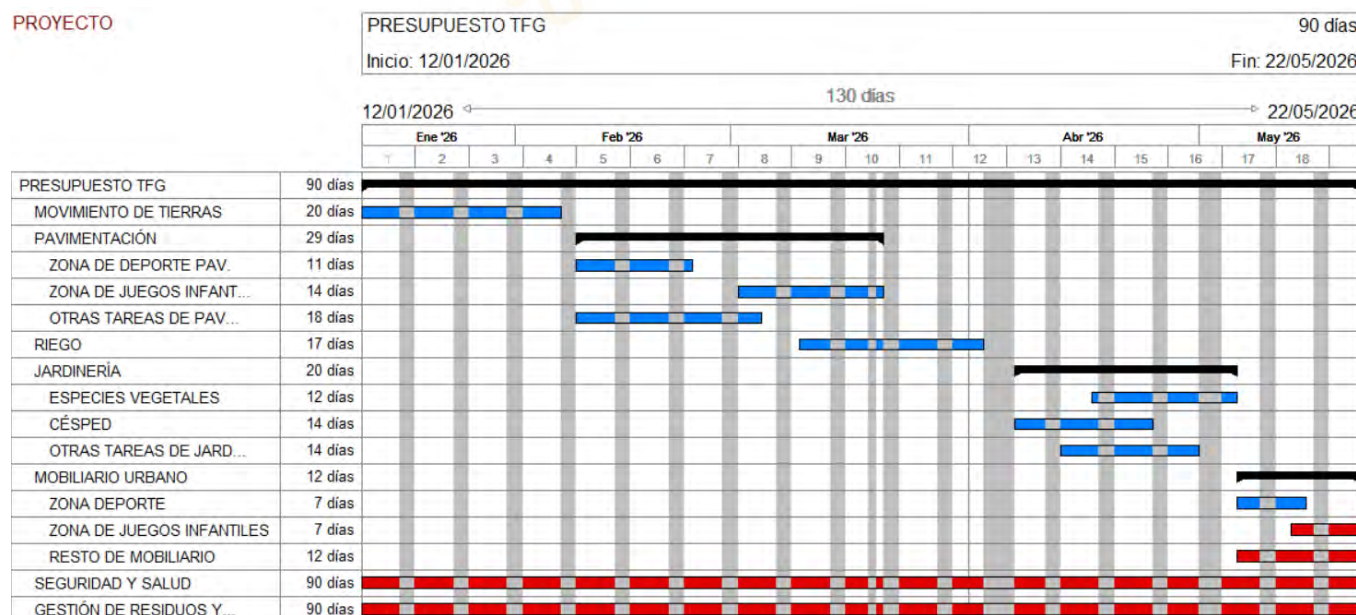 PROYECTO
PRESUPUESTO TFG 90 días
Inicio: 12/01/2026 Fin: 22/05/2026
130 días
12/01/2026 22/05/2026
Ene '26 Feb '26 Mar '26 Abr '26 May '26
1 2 3 4 5 6 7 8 9 10 11 12 13 14 15 16 17 18
PRESUPUESTO TFG 90 días
MOVIMIENTO DE TIERRAS 20 días
PAVIMENTACIÓN 29 días
ZONA DE DEPORTE PAV. 11 días
ZONA DE JUEGOS INFANT... 14 días
OTRAS TAREAS DE PAV... 18 días
RIEGO 17 días
JARDINERÍA 20 días
ESPECIES VEGETALES 12 días
CÉSPED 14 días
OTRAS TAREAS DE JARD... 14 días
MOBILIARIO URBANO 12 días
ZONA DEPORTE 7 días
ZONA DE JUEGOS INFANTILES 7 días
RESTO DE MOBILIARIO 12 días
SEGURIDAD Y SALUD 90 días
GESTIÓN DE RESIDUOS Y... 90 días